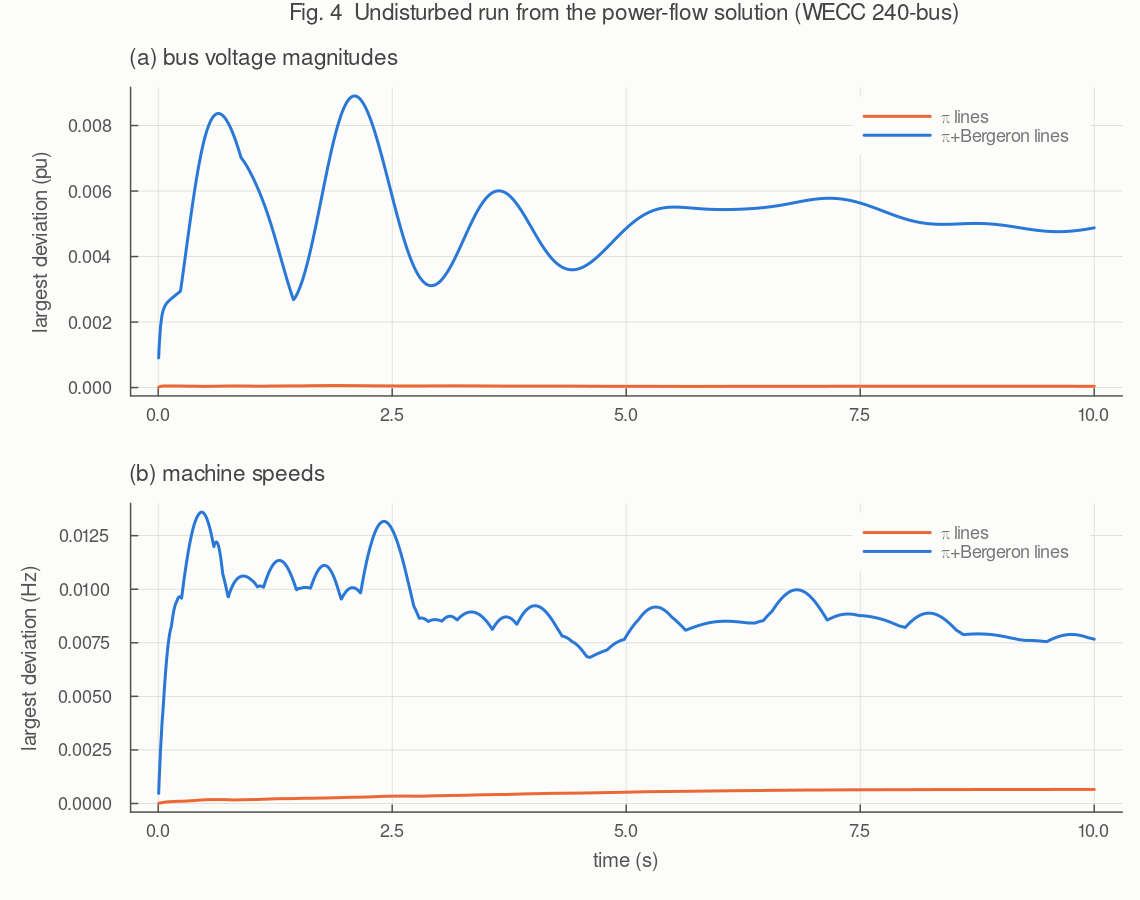 Fig. 4  Undisturbed run from the power-flow solution (WECC 240-bus)
(a) bus voltage magnitudes
largest deviation (pu)
0.008
0.006
0.004
0.002
0.000
π lines
π+Bergeron lines
0.0 2.5 5.0 7.5 10.0
(b) machine speeds
largest deviation (Hz)
0.0125
0.0100
0.0075
0.0050
0.0025
0.0000
π lines
π+Bergeron lines
0.0 2.5 5.0 7.5 10.0
time (s)